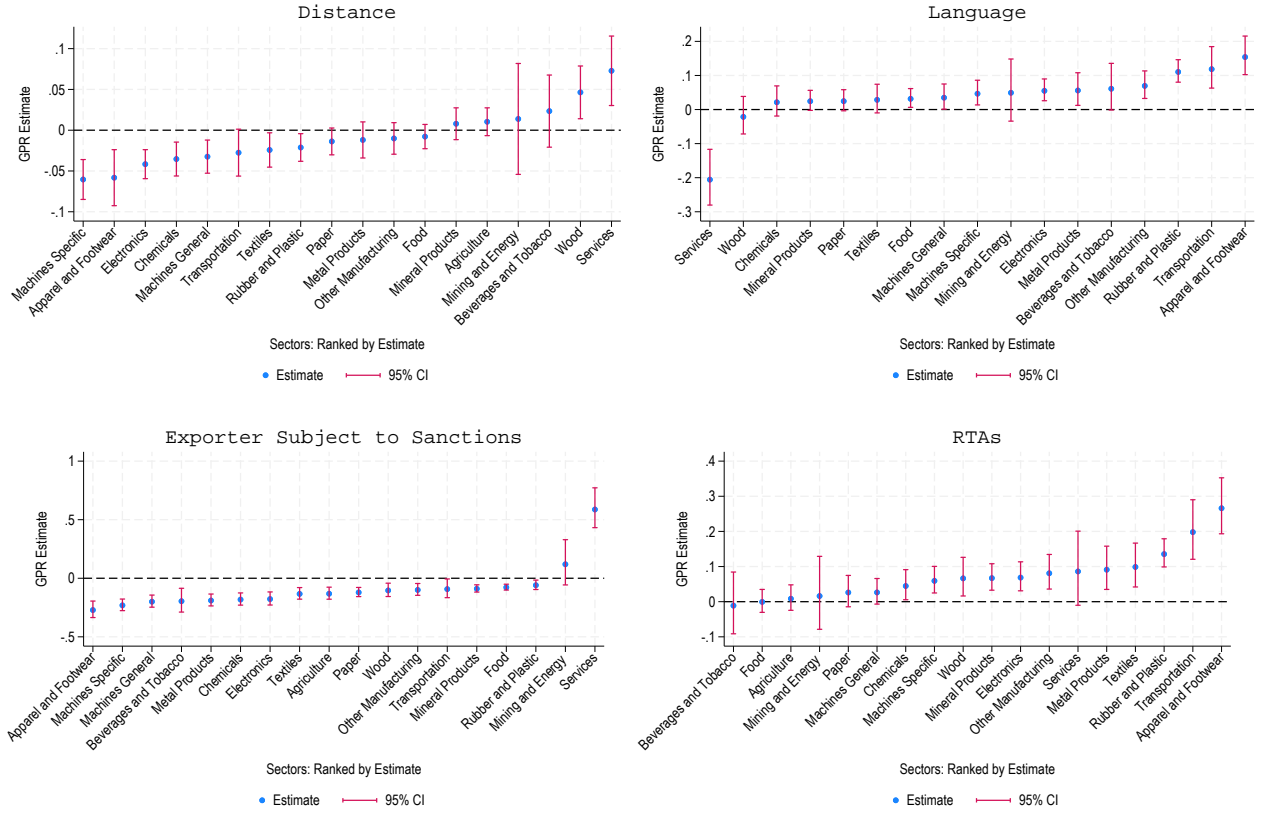 Distance
GPR Estimate
.1
.05
0
-.05
-.1
Machines Specific
Apparel and Footwear
Electronics
Chemicals
Machines General
Transportation
Textiles
Rubber and Plastic
Paper
Metal Products
Other Manufacturing
Food
Mineral Products
Agriculture
Mining and Energy
Beverages and Tobacco
Wood
Services
Sectors: Ranked by Estimate
Estimate 95% CI
Language
GPR Estimate
.2
.1
0
-.1
-.2
-.3
Services
Wood
Chemicals
Mineral Products
Paper
Textiles
Food
Machines General
Machines Specific
Mining and Energy
Electronics
Metal Products
Beverages and Tobacco
Other Manufacturing
Rubber and Plastic
Transportation
Apparel and Footwear
Sectors: Ranked by Estimate
Estimate 95% CI
Exporter Subject to Sanctions
GPR Estimate
1
.5
0
-.5
Apparel and Footwear
Machines Specific
Machines General
Beverages and Tobacco
Metal Products
Chemicals
Electronics
Textiles
Agriculture
Paper
Wood
Other Manufacturing
Transportation
Mineral Products
Food
Rubber and Plastic
Mining and Energy
Services
Sectors: Ranked by Estimate
Estimate 95% CI
RTAs
GPR Estimate
.4
.3
.2
.1
0
-.1
Beverages and Tobacco
Food
Agriculture
Mining and Energy
Paper
Machines General
Chemicals
Machines Specific
Wood
Mineral Products
Electronics
Other Manufacturing
Services
Metal Products
Textiles
Rubber and Plastic
Transportation
Apparel and Footwear
Sectors: Ranked by Estimate
Estimate 95% CI